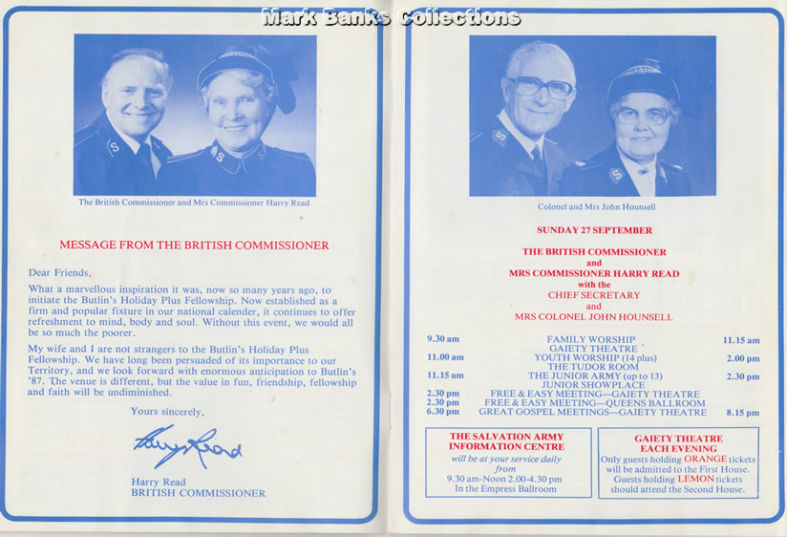 Mark Banks Collections
The British Commissioner and Mrs Commissioner Harry Read
MESSAGE FROM THE BRITISH COMMISSIONER
Dear Friends,
What a marvellous inspiration it was, now so many years ago, to
initiate the Butlin's Holiday Plus Fellowship. Now established as a
firm and popular fixture in our national calender, it continues to offer
refreshment to mind, body and soul. Without this event, we would all
be so much the poorer.
My wife and I are not strangers to the Butlin's Holiday Plus
Fellowship. We have long been persuaded of its importance to our
Territory, and we look forward with enormous anticipation to Butlin's
'87. The venue is different, but the value in fun, friendship, fellowship
and faith will be undiminished.
Yours sincerely,
Harry Read
Harry Read
BRITISH COMMISSIONER
Colonel and Mrs John Hounsell
SUNDAY 27 SEPTEMBER
THE BRITISH COMMISSIONER
and
MRS COMMISSIONER HARRY READ
with the
CHIEF SECRETARY
and
MRS COLONEL JOHN HOUNSELL
9.30 am FAMILY WORSHIP 11.15 am
GAIETY THEATRE
11.00 am YOUTH WORSHIP (14 plus) 2.00 pm
THE TUDOR ROOM
11.15 am THE JUNIOR ARMY (up to 13) 2.30 pm
JUNIOR SHOWPLACE
2.30 pm FREE & EASY MEETING—GAIETY THEATRE
2.30 pm FREE & EASY MEETING—QUEENS BALLROOM
6.30 pm GREAT GOSPEL MEETINGS—GAIETY THEATRE 8.15 pm
THE SALVATION ARMY
INFORMATION CENTRE
will be at your service daily
from
9.30 am-Noon 2.00-4.30 pm
In the Empress Ballroom
GAIETY THEATRE
EACH EVENING
Only guests holding ORANGE tickets
will be admitted to the First House.
Guests holding LEMON tickets
should attend the Second House.